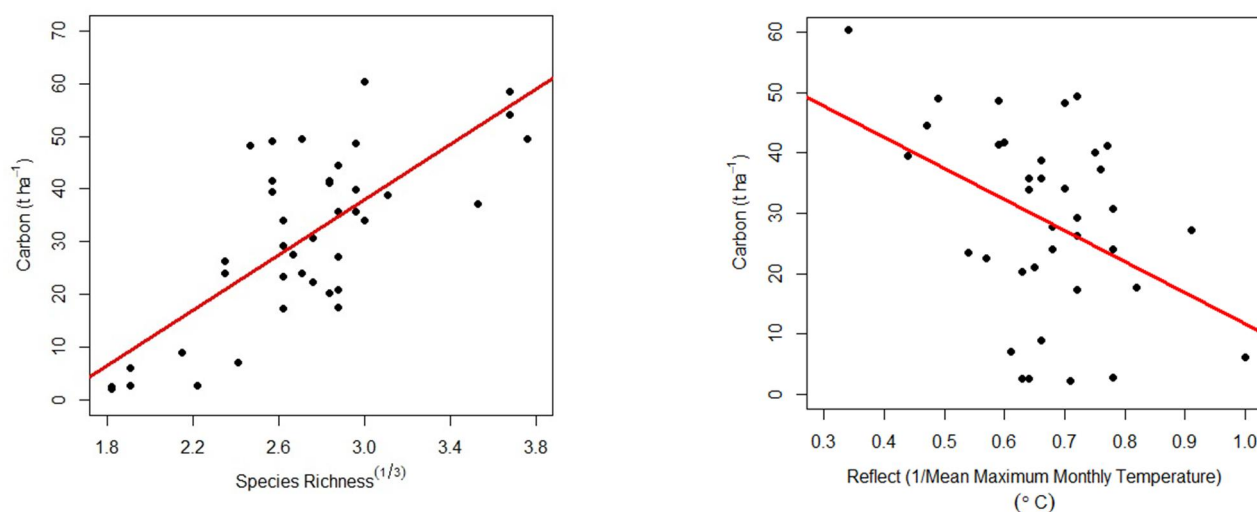 70
60
50
40
30
20
10
0
Carbon (t ha⁻¹)
1.8 2.2 2.6 3.0 3.4 3.8
Species Richness⁽¹/³⁾
60
50
40
30
20
10
0
Carbon (t ha⁻¹)
0.3 0.4 0.5 0.6 0.7 0.8 0.9 1.0
Reflect (1/Mean Maximum Monthly Temperature)
(° C)